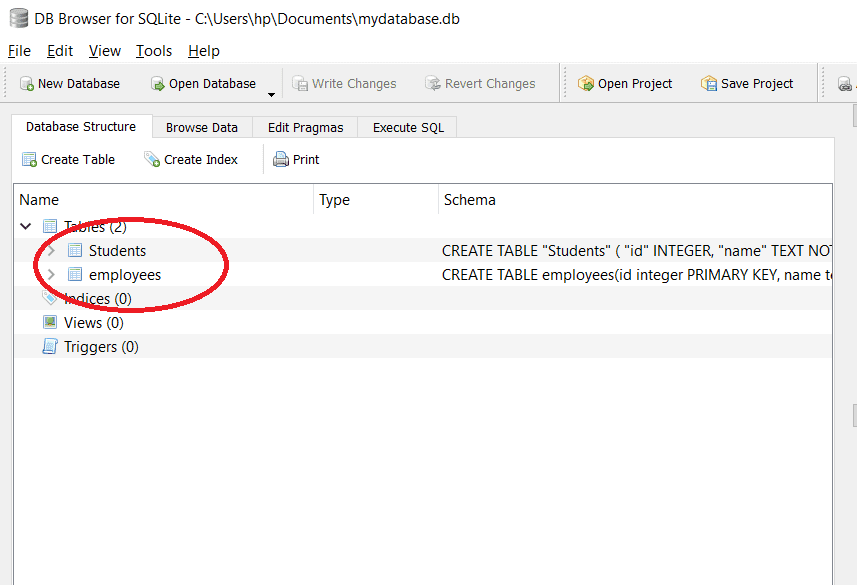 DB Browser for SQLite - C:\Users\hp\Documents\mydatabase.db
File Edit View Tools Help
New Database Open Database Write Changes Revert Changes Open Project Save Project
Database Structure Browse Data Edit Pragmas Execute SQL
Create Table Create Index Print
Name Type Schema
Tables (2)
Students CREATE TABLE "Students" ( "id" INTEGER, "name" TEXT NO
employees CREATE TABLE employees(id integer PRIMARY KEY, name te
Indices (0)
Views (0)
Triggers (0)